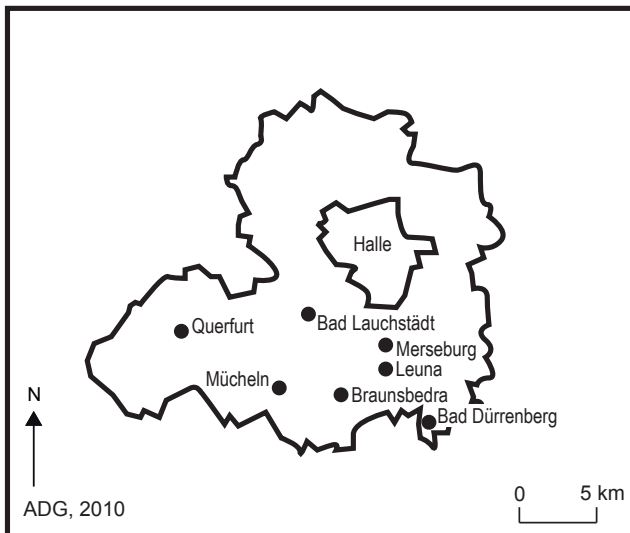 Halle
Bad Lauchstädt
Querfurt
Merseburg
Leuna
Mücheln
Braunsbedra
Bad Dürrenberg
N
0 5 km
ADG, 2010